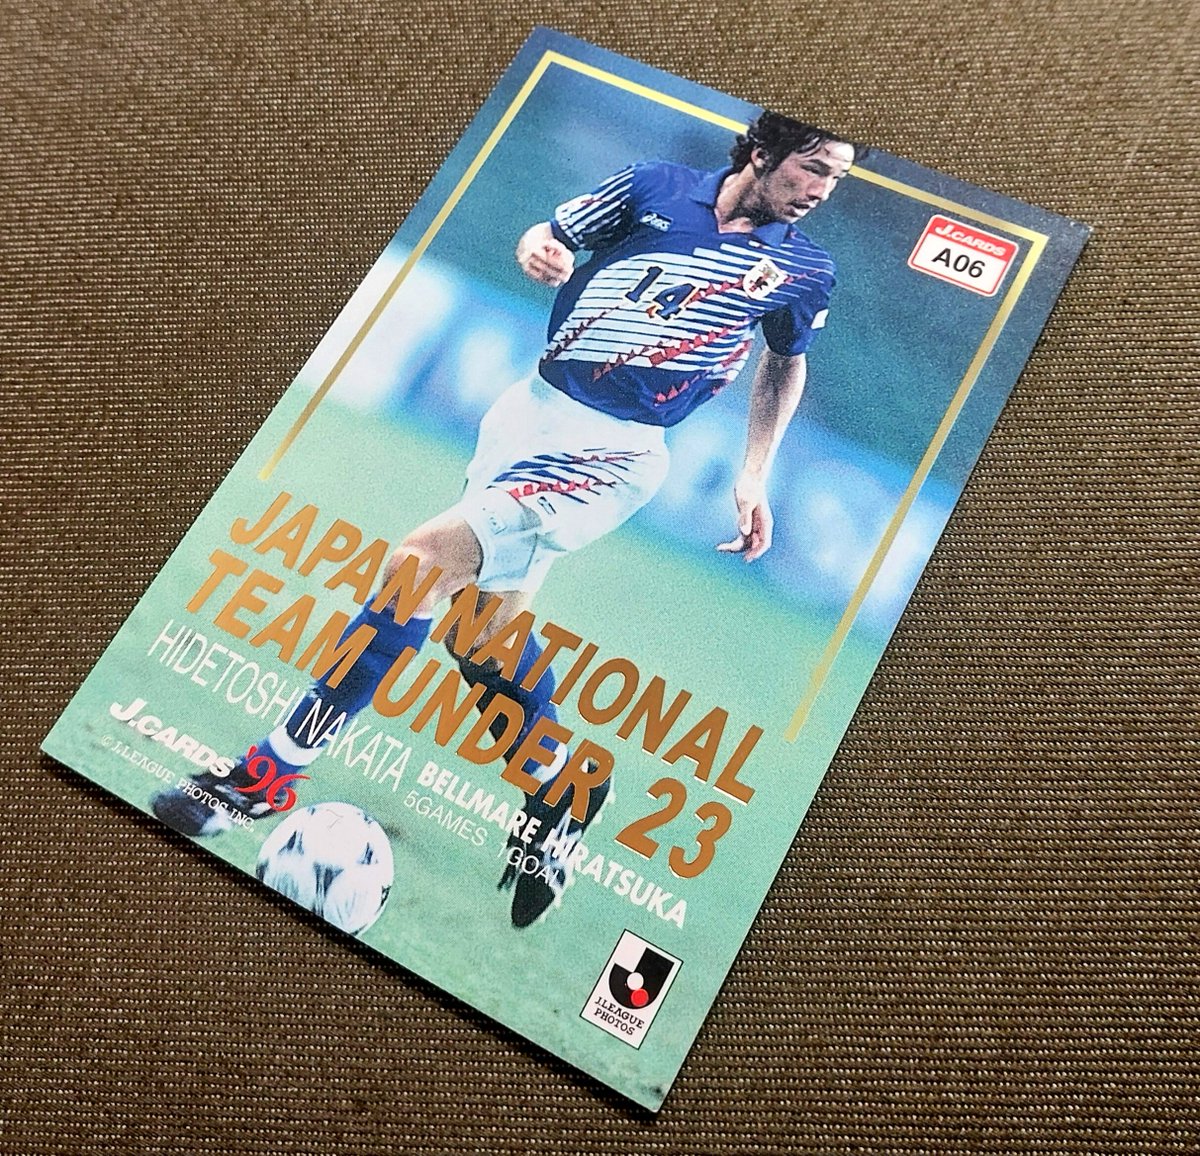 asics
14
J.CARDS
A06
JAPAN NATIONAL
TEAM UNDER 23
HIDETOSHI NAKATA BELLMARE HIRATSUKA
5GAMES 1GOAL
J.CARDS '96
© J.LEAGUE PHOTOS INC.
J.LEAGUE
PHOTOS